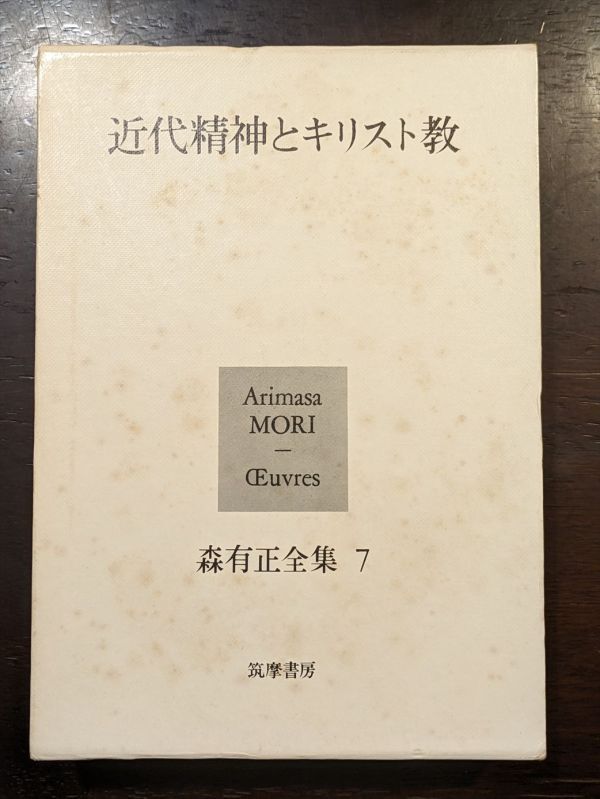 近代精神とキリスト教
Arimasa
MORI
—
Œuvres
森有正全集 7
筑摩書房